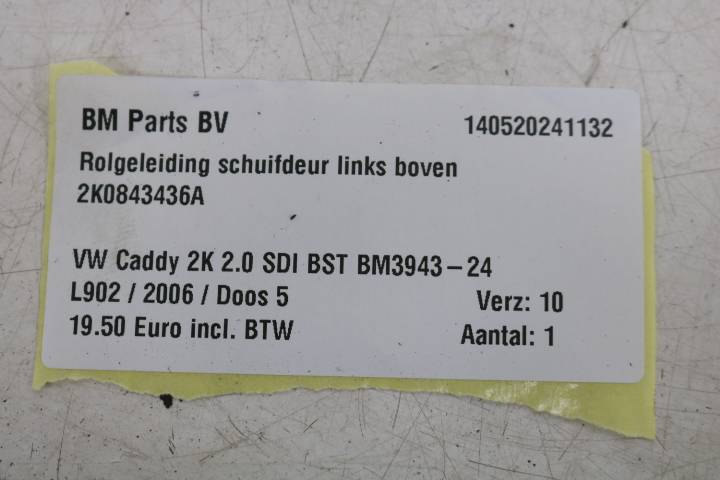 BM Parts BV 140520241132
Rolgeleiding schuifdeur links boven
2K0843436A
VW Caddy 2K 2.0 SDI BST BM3943-24
L902 / 2006 / Doos 5 Verz: 10
19.50 Euro incl. BTW Aantal: 1